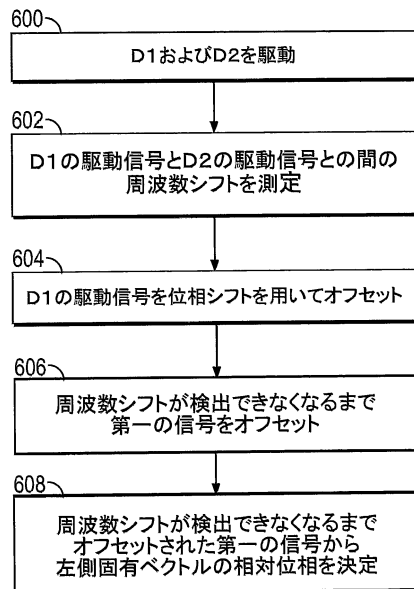 600
D1およびD2を駆動
602
D1の駆動信号とD2の駆動信号との間の
周波数シフトを測定
604
D1の駆動信号を位相シフトを用いてオフセット
606
周波数シフトが検出できなくなるまで
第一の信号をオフセット
608
周波数シフトが検出できなくなるまで
オフセットされた第一の信号から
左側固有ベクトルの相対位相を決定